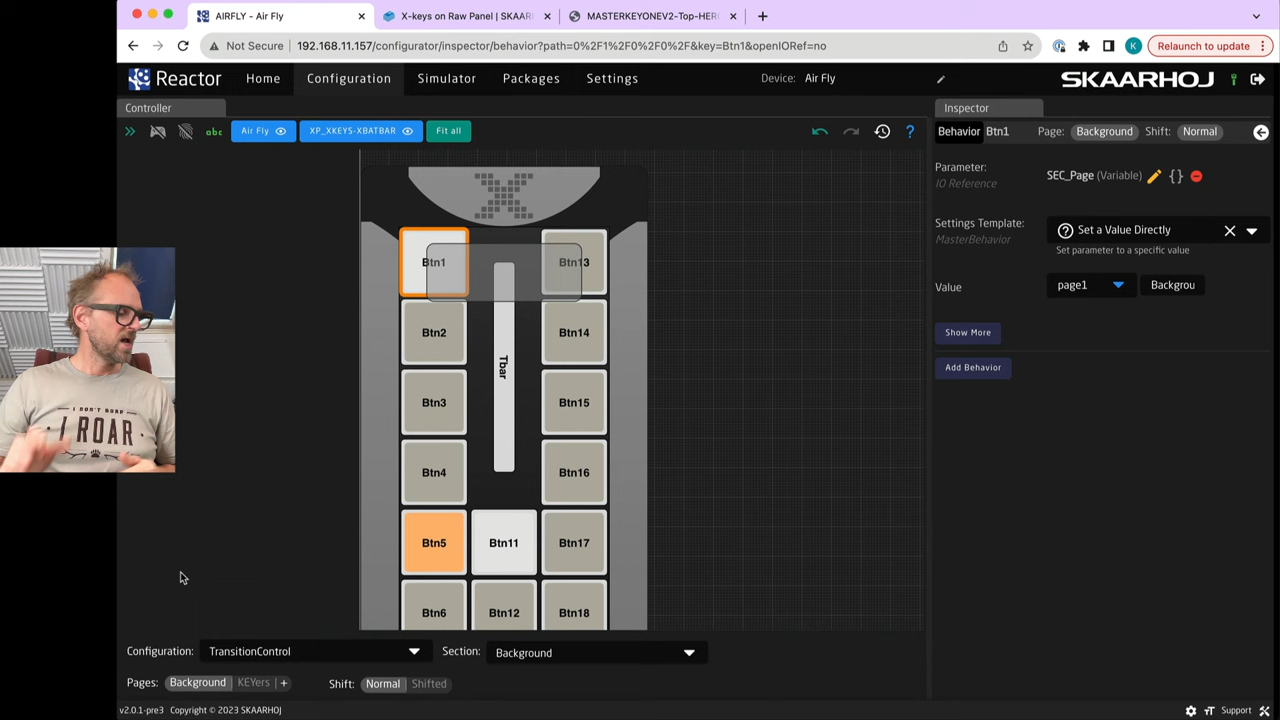 AIRFLY - Air Fly
X-keys on Raw Panel | SKAAR
MASTERKEYONEV2-Top-HER
Not Secure 192.168.11.157/configurator/inspector/behavior?path=0%2F1%2F0%2F0%2F&key=Btn1&openIORef=no
K Relaunch to update
Reactor Home Configuration Simulator Packages Settings Device: Air Fly SKAARHOJ
Controller
Inspector
abc Air Fly XP_XKEYS-XBATBAR Fit all ?
Behavior Btn1 Page: Background Shift: Normal
Parameter: SEC_Page (Variable) {}
IO Reference
Settings Template: Set a Value Directly
MasterBehavior
Set parameter to a specific value
Value page1 Backgrou
Show More
Add Behavior
Btn1 Btn13
Btn2 Btn14
Tbar
Btn3 Btn15
Btn4 Btn16
Btn5 Btn11 Btn17
Btn6 Btn12 Btn18
I DON'T BARK
I ROAR
Configuration: TransitionControl Section: Background
Pages: Background KEYers + Shift: Normal Shifted
v2.0.1-pre3 Copyright © 2023 SKAARHOJ
Support